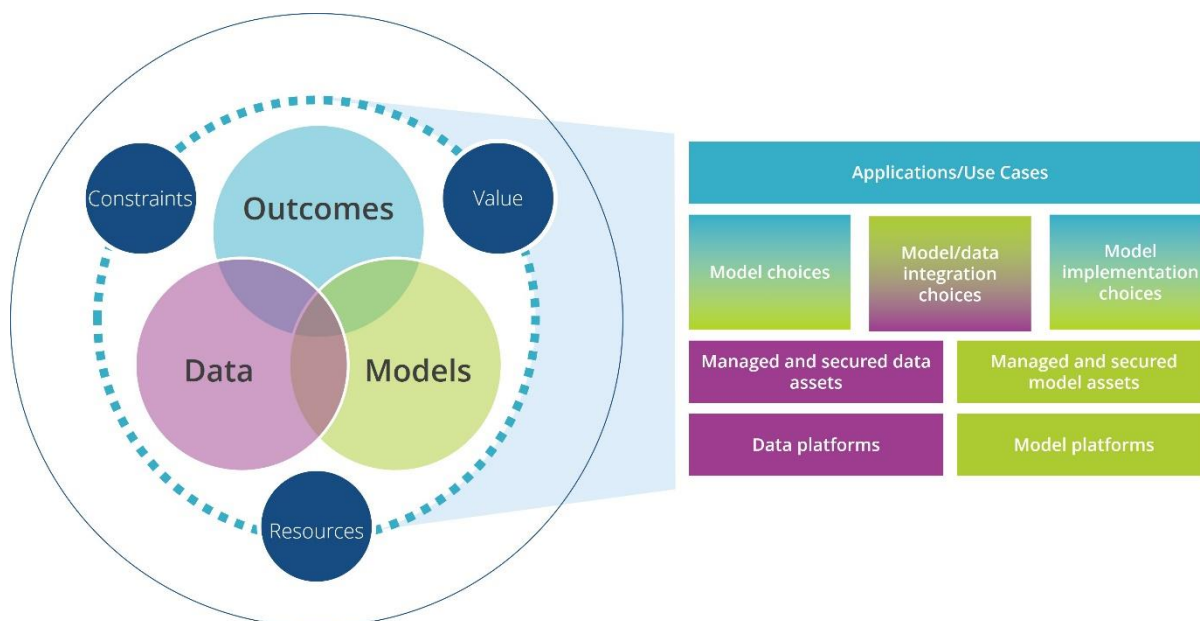 Constraints
Outcomes
Value
Data
Models
Resources
Applications/Use Cases
Model choices
Model/data
integration
choices
Model
implementation
choices
Managed and secured data
assets
Managed and secured
model assets
Data platforms
Model platforms